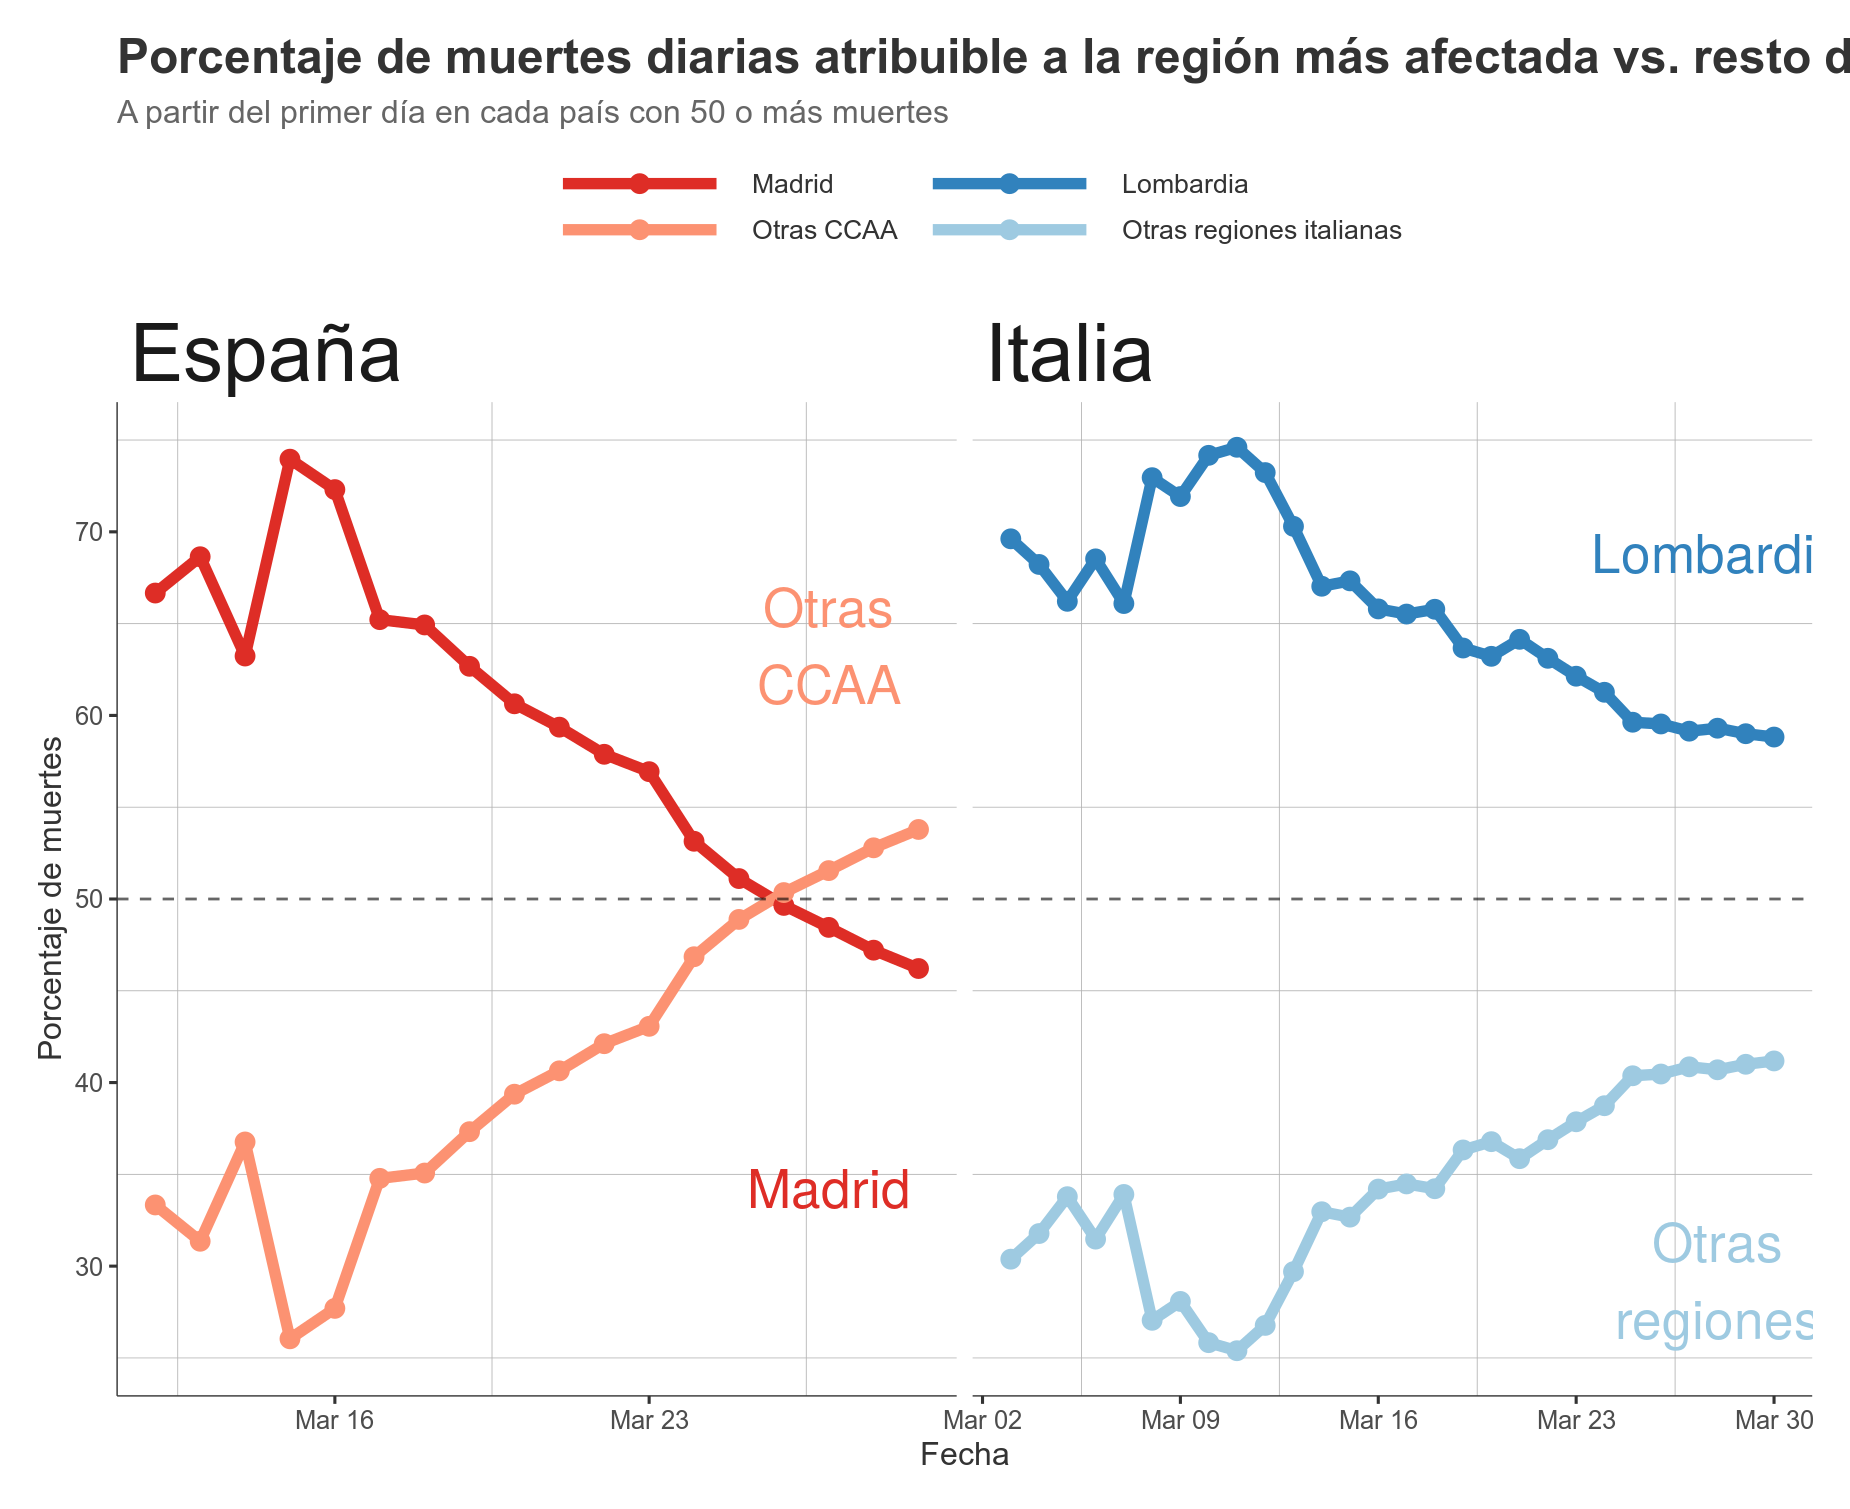 Porcentaje de muertes diarias atribuible a la región más afectada vs. resto d
A partir del primer día en cada país con 50 o más muertes
Madrid
Lombardia
Otras CCAA
Otras regiones italianas
España
Italia
Porcentaje de muertes
70
60
50
40
30
Otras
CCAA
Madrid
Lombardi
Otras
regiones
Mar 16
Mar 23
Mar 02
Mar 09
Mar 16
Mar 23
Mar 30
Fecha